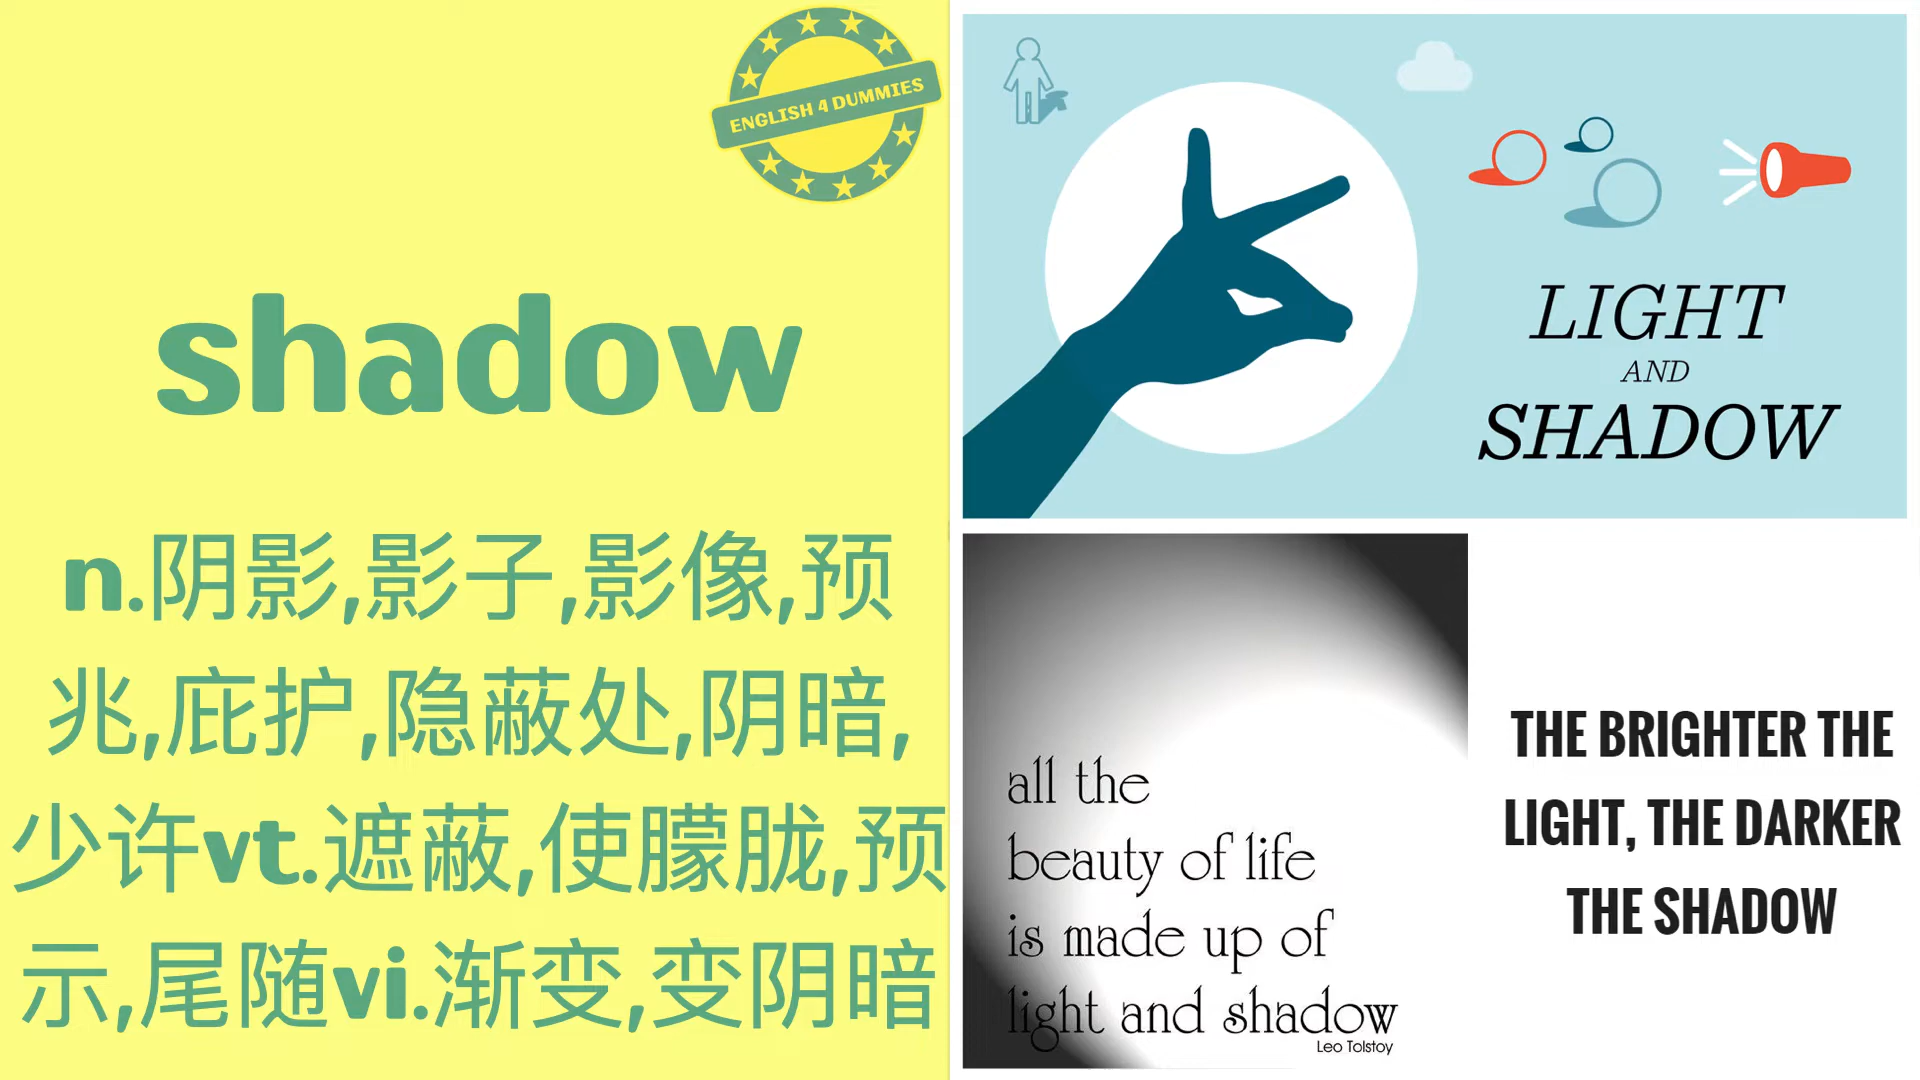 ENGLISH 4 DUMMIES
shadow
n.阴影,影子,影像,预
兆,庇护,隐蔽处,阴暗,
少许vt.遮蔽,使朦胧,预
示,尾随vi.渐变,变阴暗
LIGHT
AND
SHADOW
all the
beauty of life
is made up of
light and shadow
Leo Tolstoy
THE BRIGHTER THE
LIGHT, THE DARKER
THE SHADOW